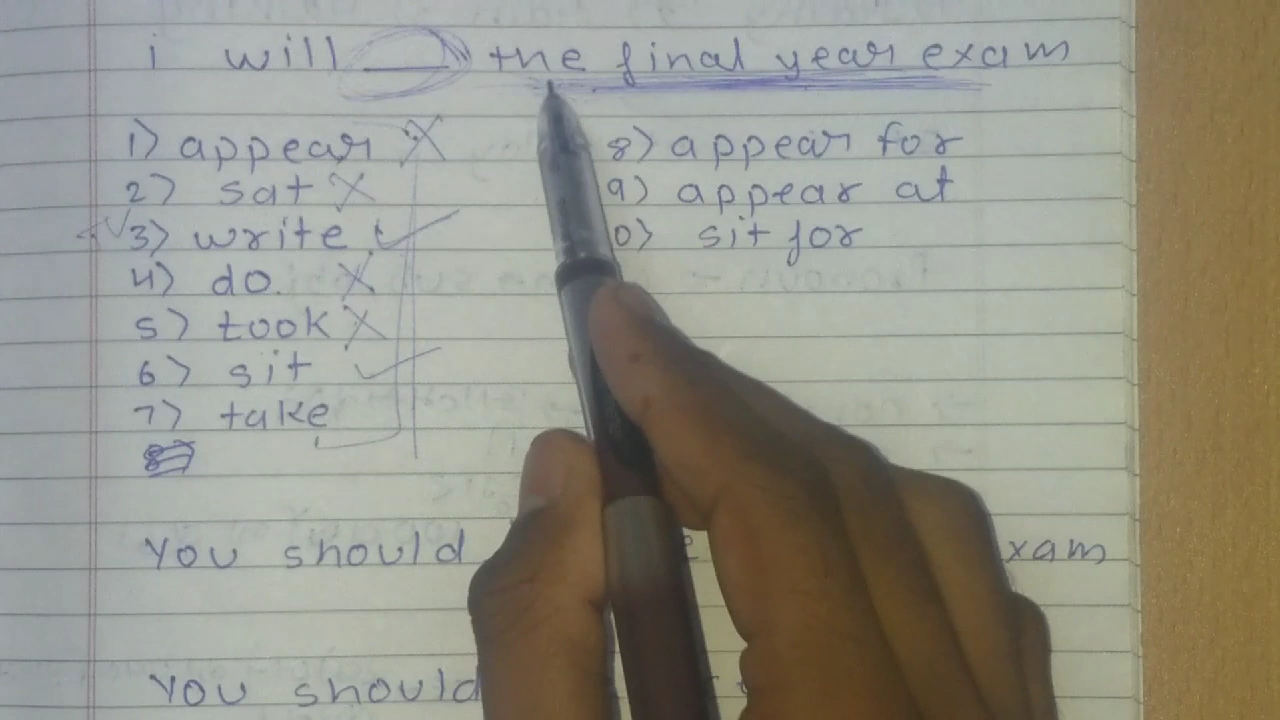 i will ___ the final year exam
1) appear X
2) sat X
3) write ✓
4) do. X
5) took X
6) sit ✓
7) take
8) appear for
9) appear at
0) sit for
You should xam
You should